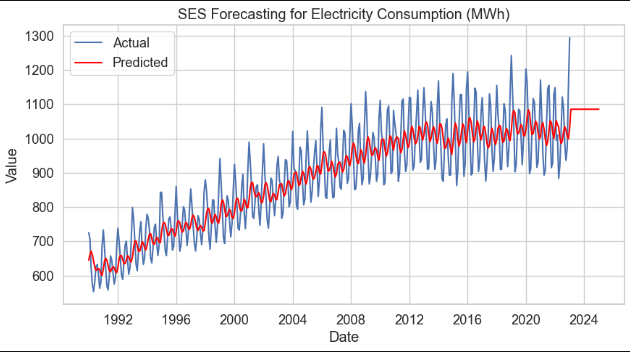 SES Forecasting for Electricity Consumption (MWh)
Actual
Predicted
1300
1200
1100
1000
900
800
700
600
Value
1992 1996 2000 2004 2008 2012 2016 2020 2024
Date